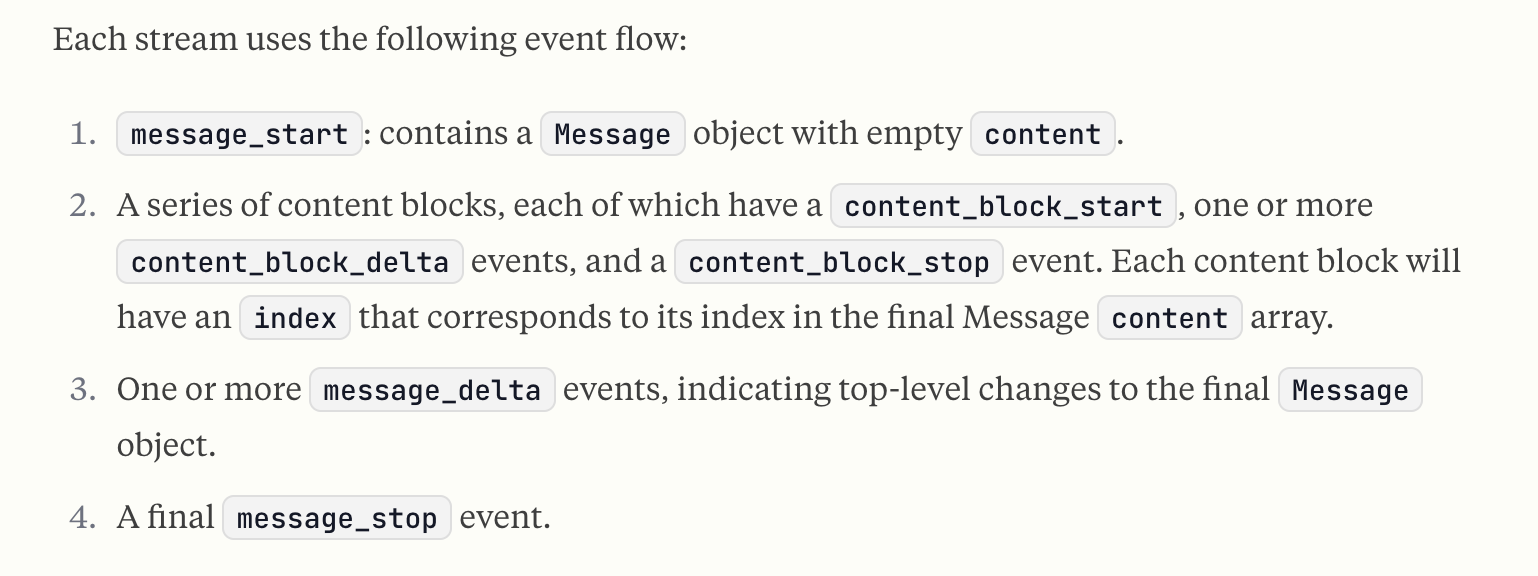 Each stream uses the following event flow:
1. message_start: contains a Message object with empty content.
2. A series of content blocks, each of which have a content_block_start, one or more
content_block_delta events, and a content_block_stop event. Each content block will
have an index that corresponds to its index in the final Message content array.
3. One or more message_delta events, indicating top-level changes to the final Message
object.
4. A final message_stop event.